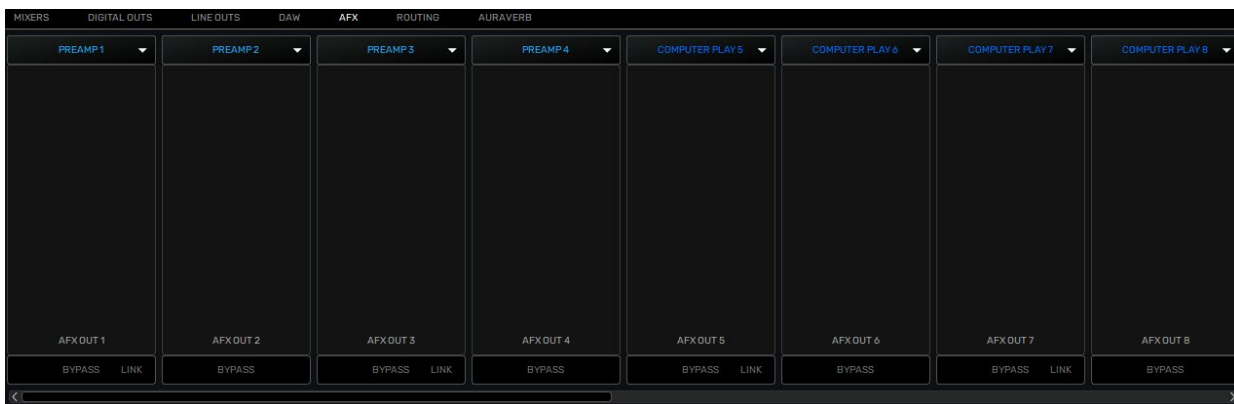 MIXERS DIGITAL OUTS LINE OUTS DAW AFX ROUTING AURAVERB
PREAMP 1 PREAMP 2 PREAMP 3 PREAMP 4 COMPUTER PLAY 5 COMPUTER PLAY 6 COMPUTER PLAY 7 COMPUTER PLAY 8
AFX OUT 1 AFX OUT 2 AFX OUT 3 AFX OUT 4 AFX OUT 5 AFX OUT 6 AFX OUT 7 AFX OUT 8
BYPASS LINK BYPASS BYPASS LINK BYPASS BYPASS LINK BYPASS BYPASS LINK BYPASS